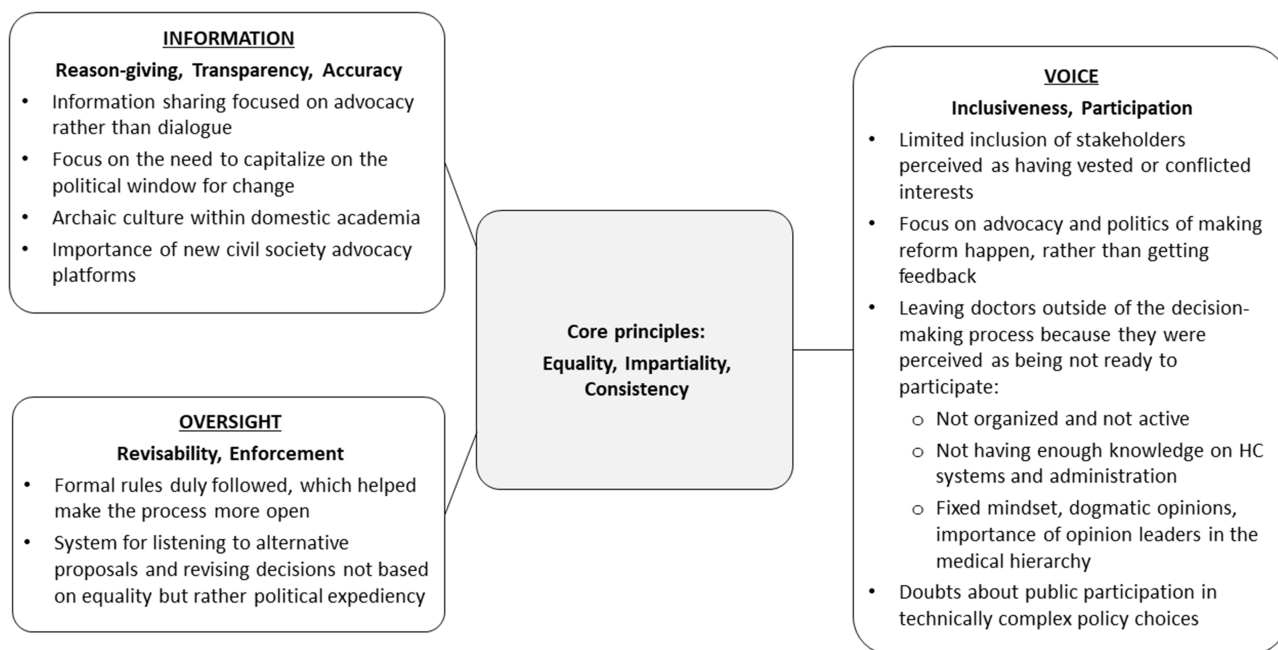 INFORMATION
Reason-giving, Transparency, Accuracy
• Information sharing focused on advocacy
rather than dialogue
• Focus on the need to capitalize on the
political window for change
• Archaic culture within domestic academia
• Importance of new civil society advocacy
platforms
OVERSIGHT
Revisability, Enforcement
• Formal rules duly followed, which helped
make the process more open
• System for listening to alternative
proposals and revising decisions not based
on equality but rather political expediency
Core principles:
Equality, Impartiality,
Consistency
VOICE
Inclusiveness, Participation
• Limited inclusion of stakeholders
perceived as having vested or conflicted
interests
• Focus on advocacy and politics of making
reform happen, rather than getting
feedback
• Leaving doctors outside of the decision-
making process because they were
perceived as being not ready to
participate:
o Not organized and not active
o Not having enough knowledge on HC
systems and administration
o Fixed mindset, dogmatic opinions,
importance of opinion leaders in the
medical hierarchy
• Doubts about public participation in
technically complex policy choices